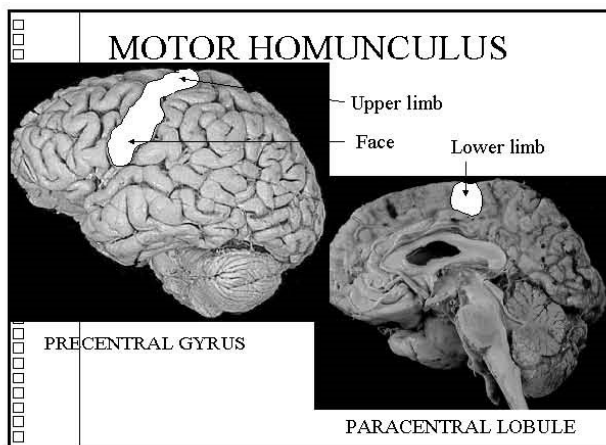 MOTOR HOMUNCULUS
Upper limb
Face
Lower limb
PRECENTRAL GYRUS
PARACENTRAL LOBULE